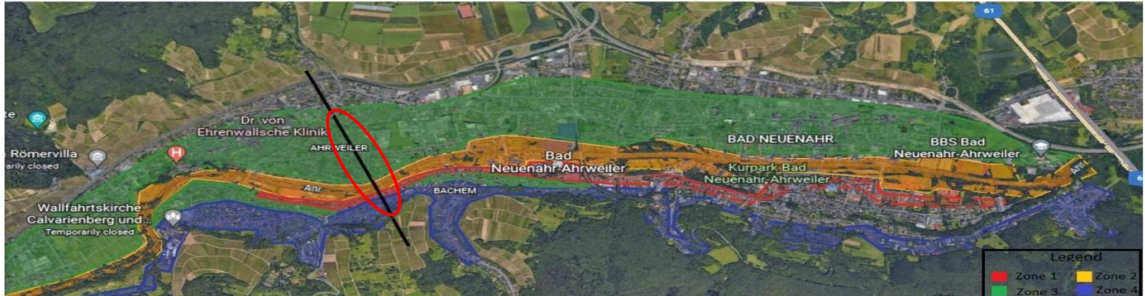 61
te
Dr von
Ehrenwallsche Klinik
AHRWEILER
Römervilla
arily closed
BAD NEUENAHR
BBS Bad
Neuenahr-Ahrweiler
Bad
Neuenahr-Ahrweiler
Kurpark Bad
Neuenahr Ahrweiler
Ahr
Ahr
BACHEM
Wallfahrtskirche
Calvarienberg und...
Temporarily closed
H
6
Legend
Zone 1
Zone 2
Zone 3
Zone 4